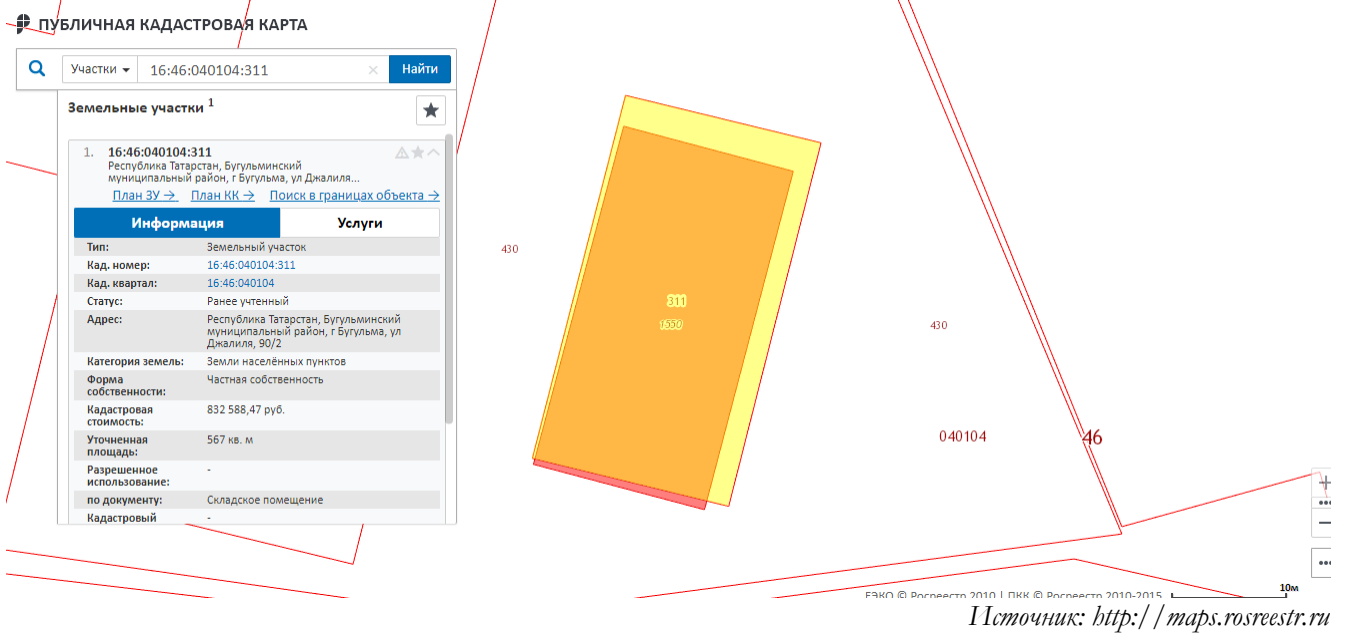 ПУБЛИЧНАЯ КАДАСТРОВАЯ КАРТА
Участки 16:46:040104:311 Найти
Земельные участки 1
1. 16:46:040104:311
Республика Татарстан, Бугульминский
муниципальный район, г Бугульма, ул Джалиля...
План ЗУ → План КК → Поиск в границах объекта →
Информация Услуги
Тип: Земельный участок
Кад. номер: 16:46:040104:311
Кад. квартал: 16:46:040104
Статус: Ранее учтенный
Адрес: Республика Татарстан, Бугульминский
муниципальный район, г Бугульма, ул
Джалиля, 90/2
Категория земель: Земли населённых пунктов
Форма Частная собственность
собственности:
Кадастровая 832 588,47 руб.
стоимость:
Уточненная 567 кв. м
площадь:
Разрешенное -
использование:
по документу: Складское помещение
Кадастровый -
430
311
1550
430
040104
46
10м
ЕЭКО © Росреестр 2010 | ПКК © Росреестр 2010-2015
Источник: http://maps.rosreestr.ru